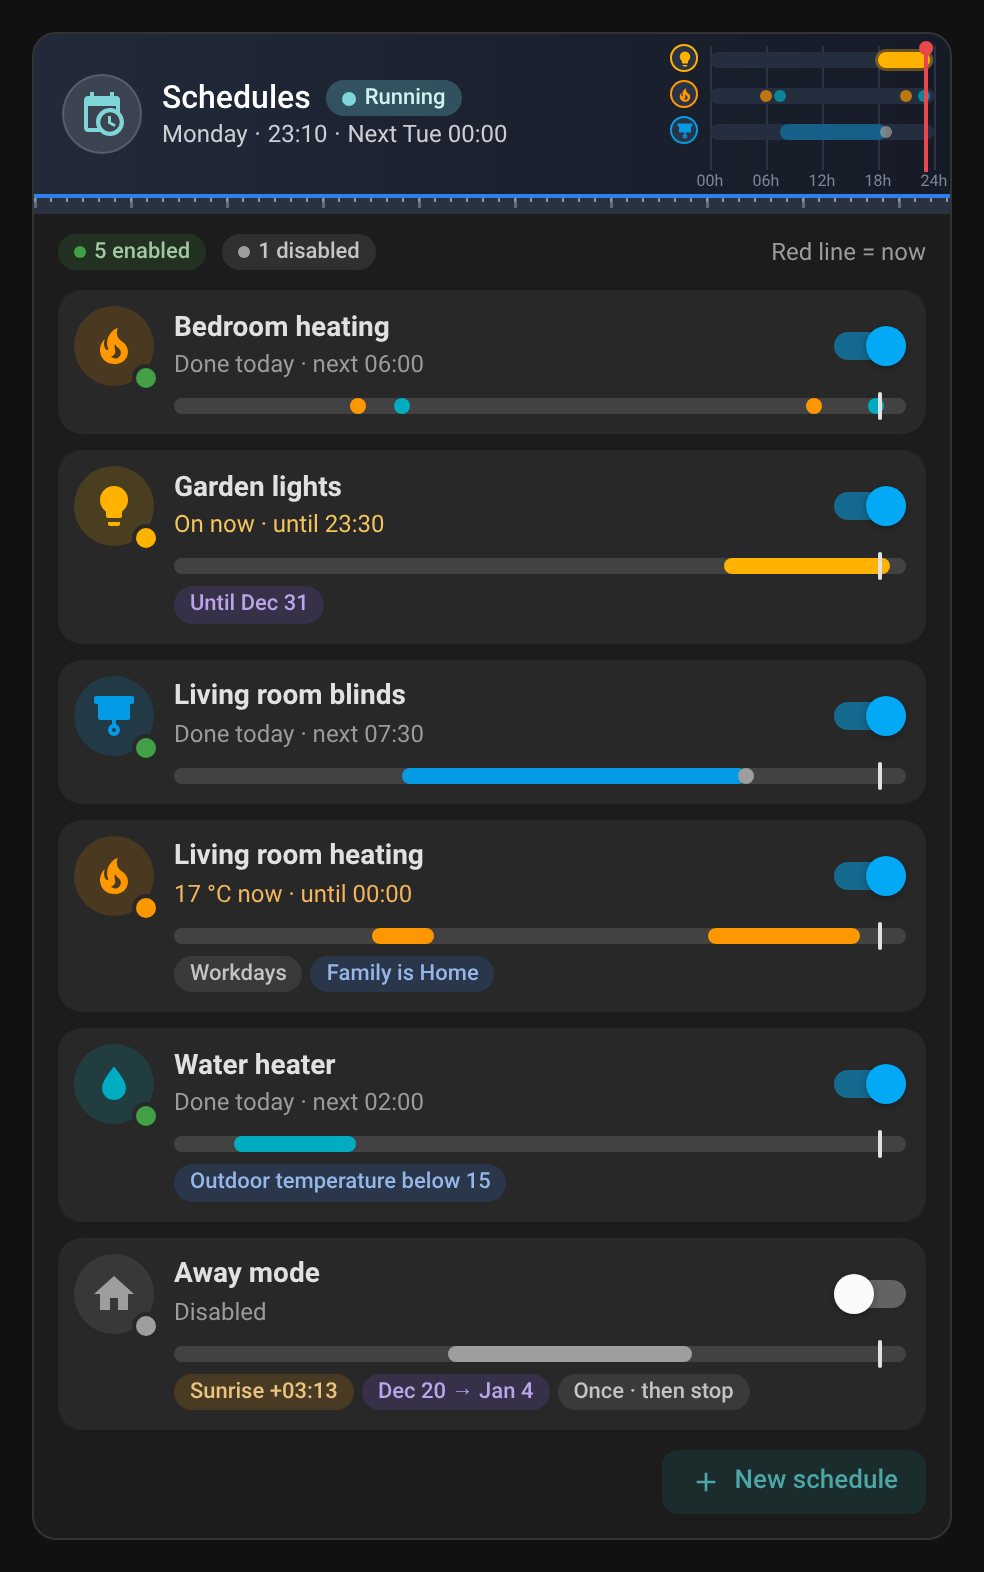 Schedules
Running
Monday · 23:10 · Next Tue 00:00
00h 06h 12h 18h 24h
5 enabled
1 disabled
Red line = now
Bedroom heating
Done today · next 06:00
Garden lights
On now · until 23:30
Until Dec 31
Living room blinds
Done today · next 07:30
Living room heating
17 °C now · until 00:00
Workdays
Family is Home
Water heater
Done today · next 02:00
Outdoor temperature below 15
Away mode
Disabled
Sunrise +03:13
Dec 20 → Jan 4
Once · then stop
+ New schedule